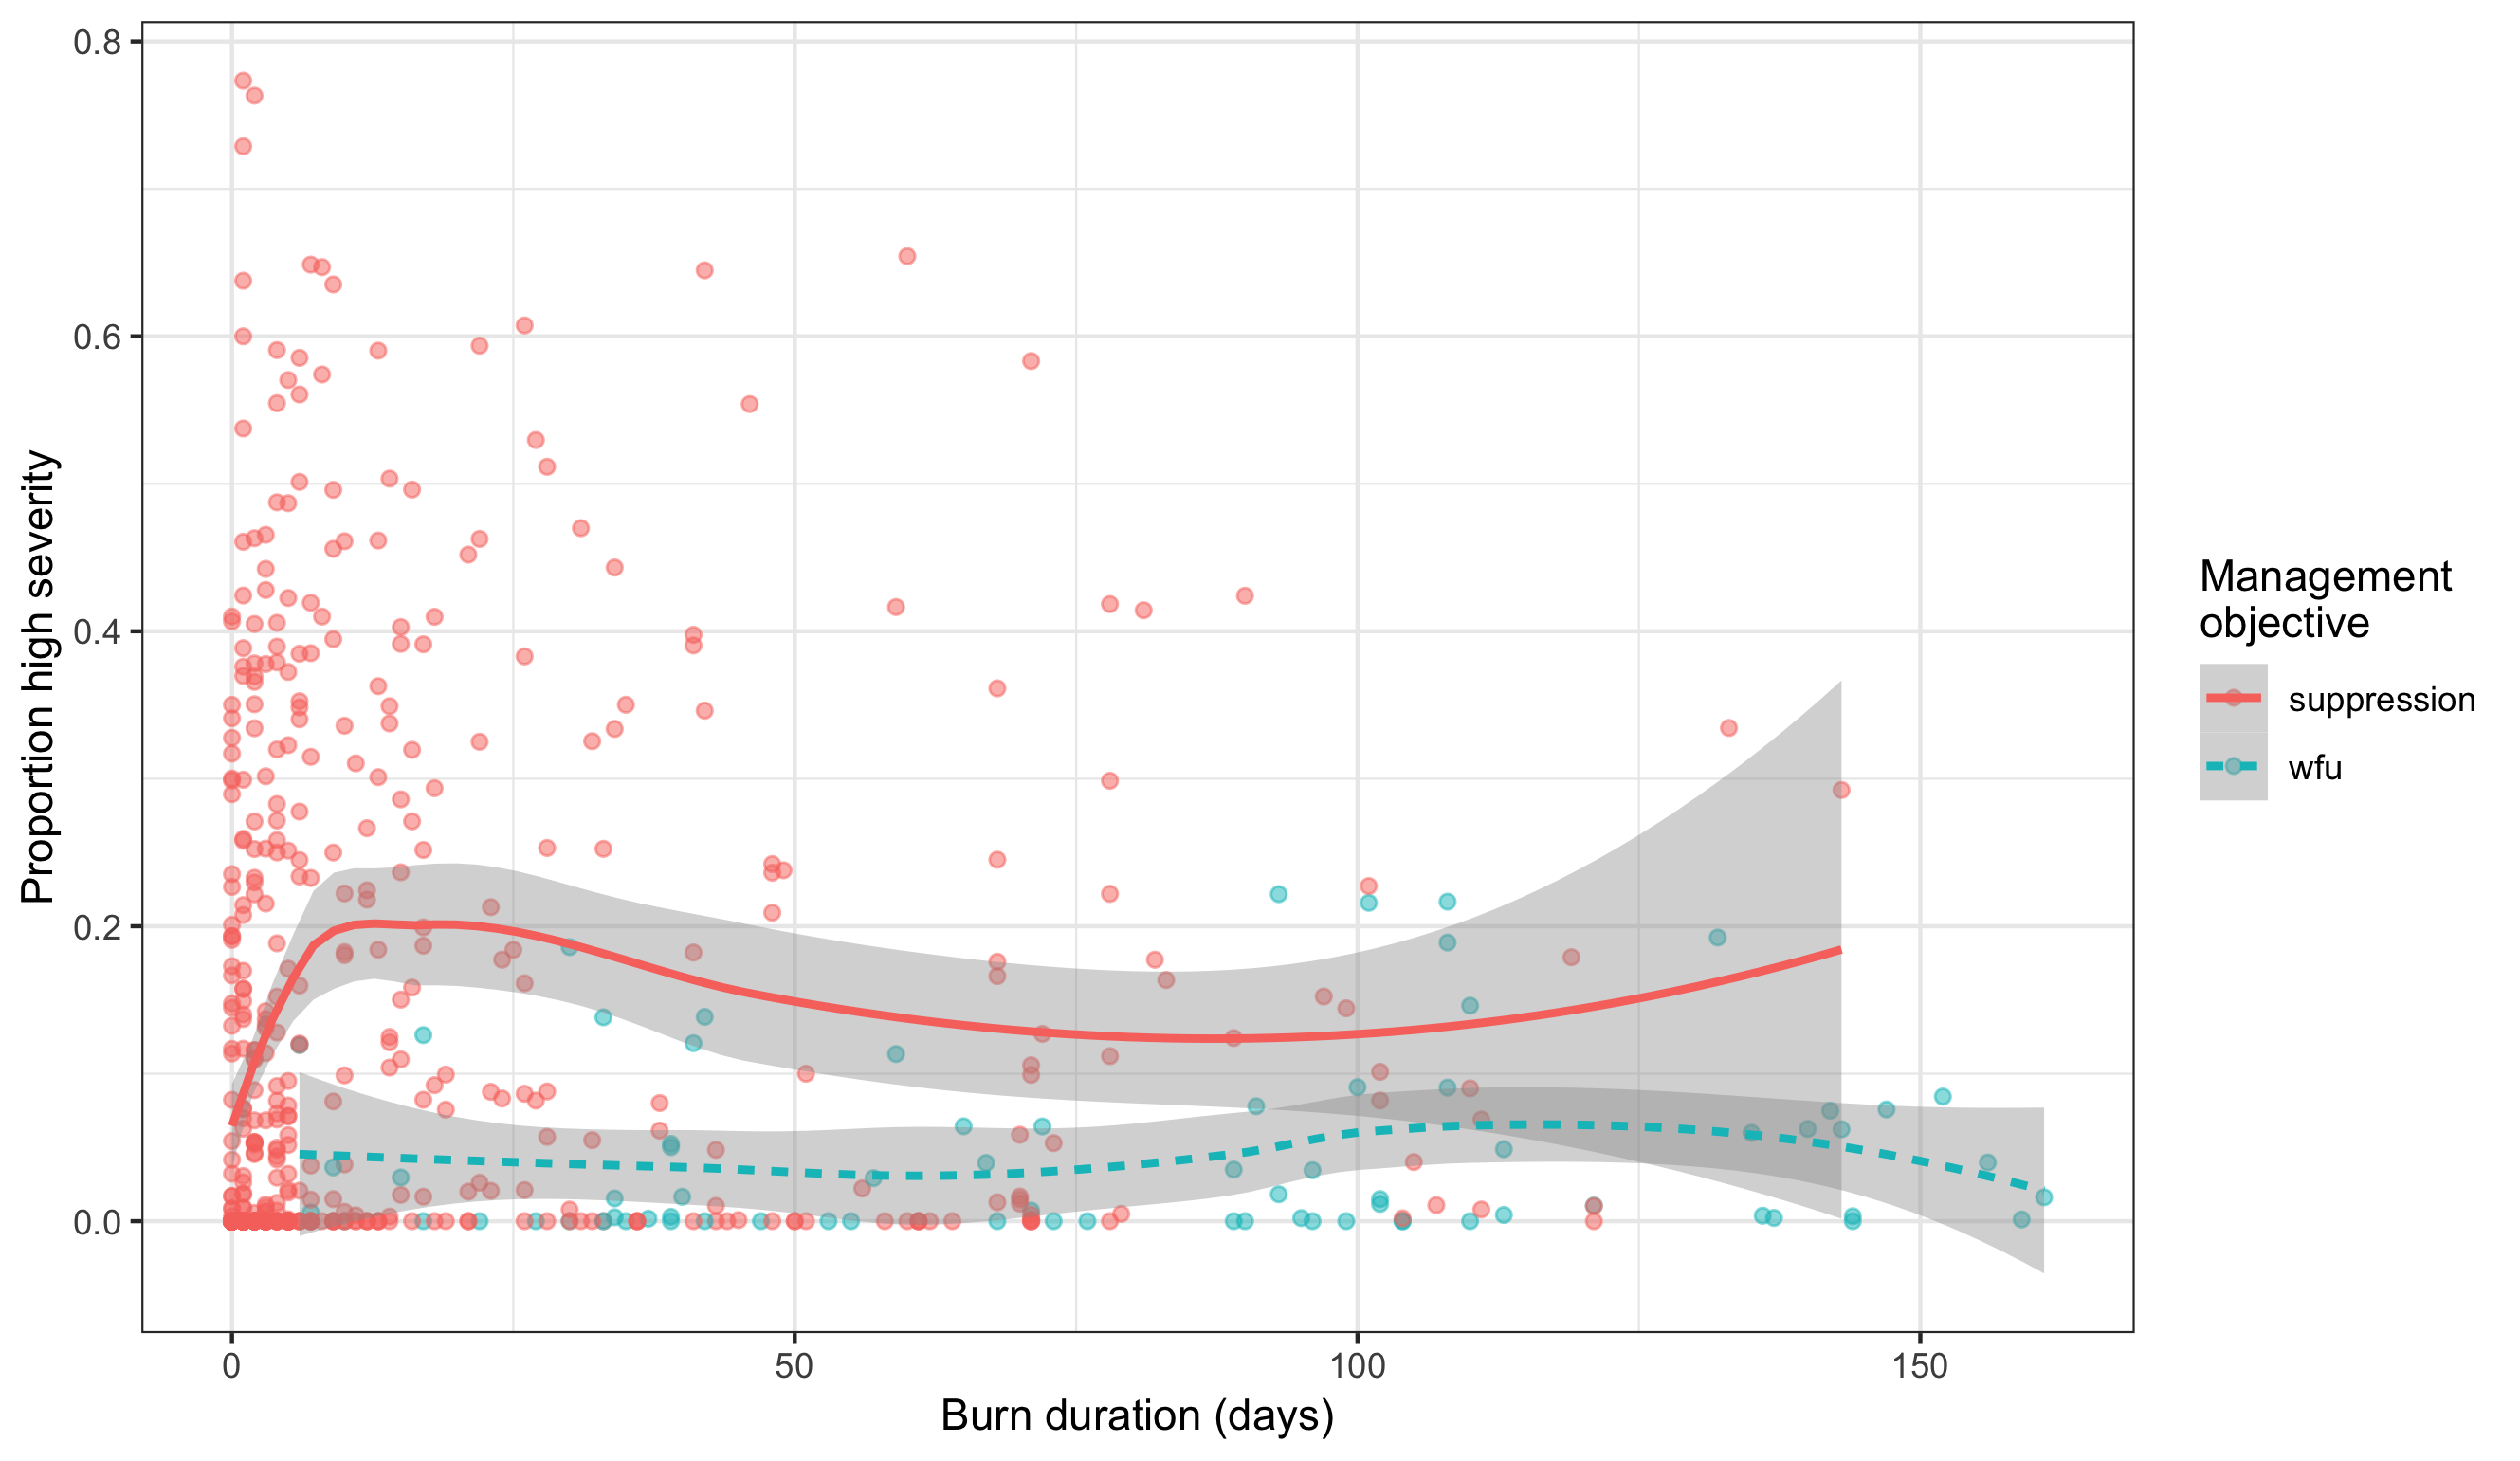 0.8
0.6
0.4
0.2
0.0
Proportion high severity
0
50
100
150
Burn duration (days)
Management
objective
suppression
wfu